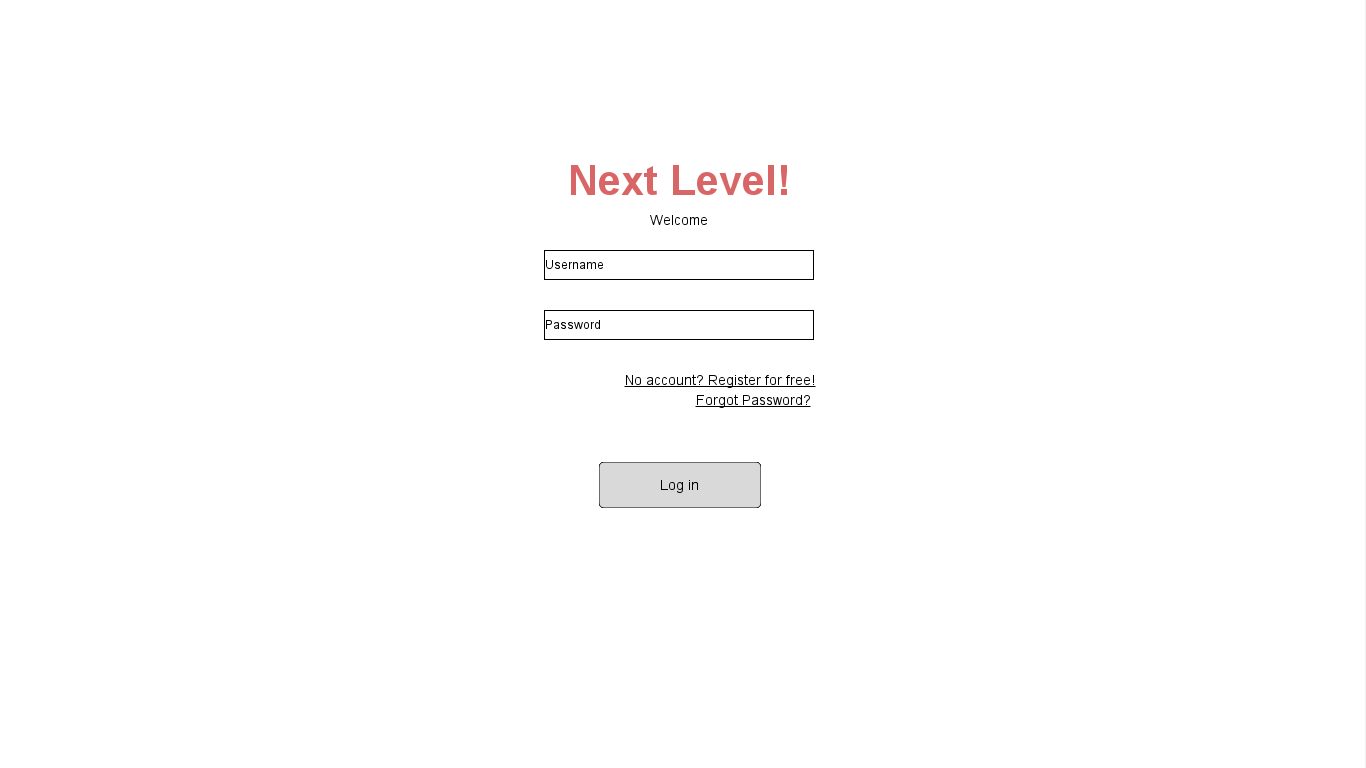 Next Level!
Welcome
Username
Password
No account? Register for free!
Forgot Password?
Log in